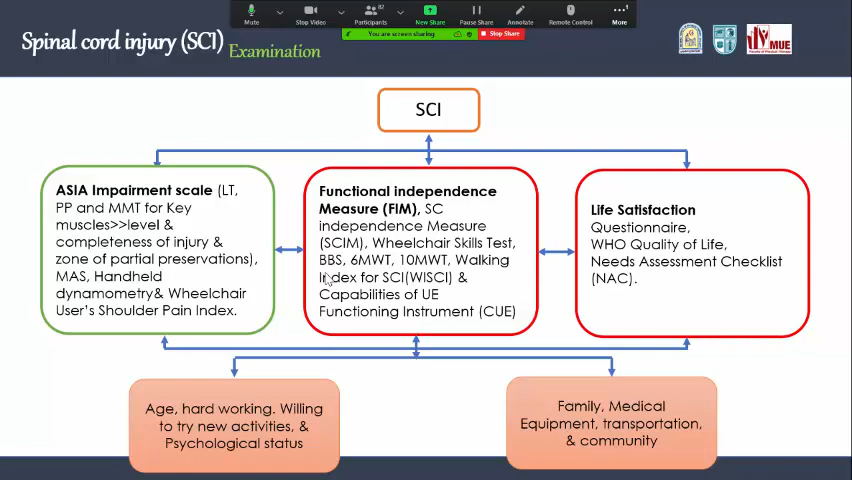 82
1
Mute
Stop Video
Participants
New Share
Pause Share
Annotate
Remote Control
More
You are screen sharing
Stop Share
Spinal cord injury (SCI)
Examination
MUE
SCI
ASIA Impairment scale (LT,
PP and MMT for Key
muscles>>level &
completeness of injury &
zone of partial preservations),
MAS, Handheld
dynamometry& Wheelchair
User's Shoulder Pain Index.
Functional independence
Measure (FIM), SC
independence Measure
(SCIM), Wheelchair Skills Test,
BBS, 6MWT, 10MWT, Walking
Index for SCI(WISCI) &
Capabilities of UE
Functioning Instrument (CUE)
Life Satisfaction
Questionnaire,
WHO Quality of Life,
Needs Assessment Checklist
(NAC).
Age, hard working. Willing
to try new activities, &
Psychological status
Family, Medical
Equipment, transportation,
& community